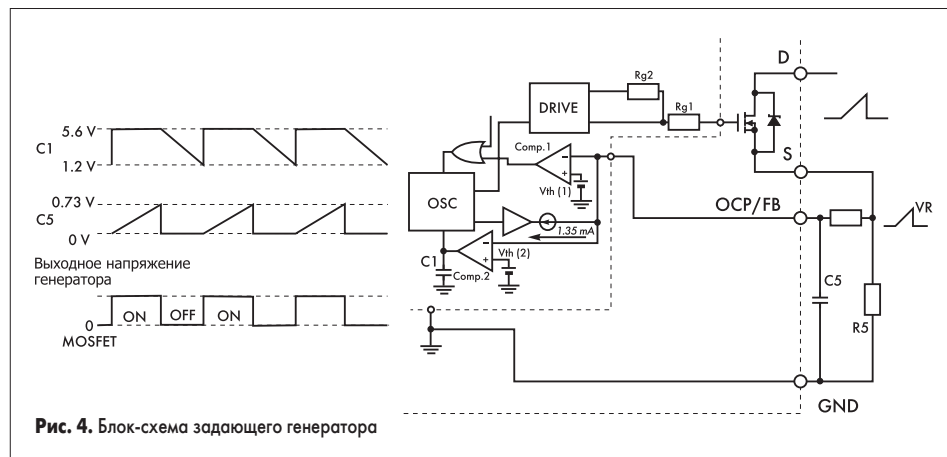 5.6 V
C1
1.2 V
0.73 V
C5
0 V
Выходное напряжение
генератора
ON
OFF
ON
0
MOSFET
D
Rg2
DRIVE
Rg1
Comp.1
–
+
Vth (1)
S
OSC
OCP/FB
VR
1.35 mA
–
+
Vth (2)
C1
Comp.2
C5
R5
GND
Рис. 4. Блок-схема задающего генератора